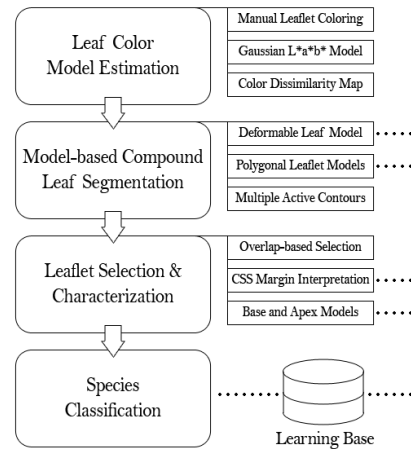 Leaf Color
Model Estimation
Manual Leaflet Coloring
Gaussian L*a*b* Model
Color Dissimilarity Map
Model-based Compound
Leaf Segmentation
Deformable Leaf Model
Polygonal Leaflet Models
Multiple Active Contours
Leaflet Selection &
Characterization
Overlap-based Selection
CSS Margin Interpretation
Base and Apex Models
Species
Classification
Learning Base